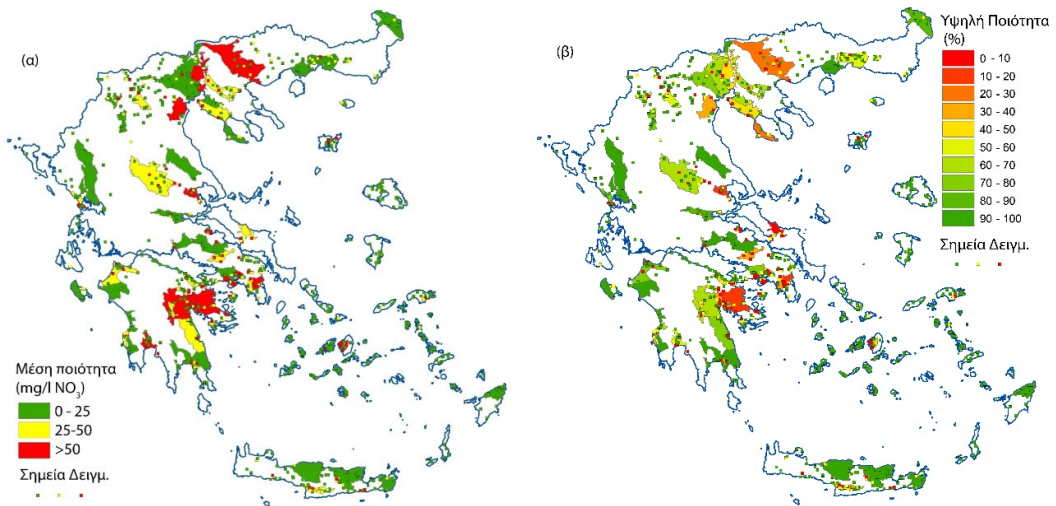 (α)
Μέση ποιότητα
(mg/l NO3)
0 - 25
25-50
>50
Σημεία Δειγμ.
(β)
Υψηλή Ποιότητα
(%)
0 - 10
10 - 20
20 - 30
30 - 40
40 - 50
50 - 60
60 - 70
70 - 80
80 - 90
90 - 100
Σημεία Δειγμ.